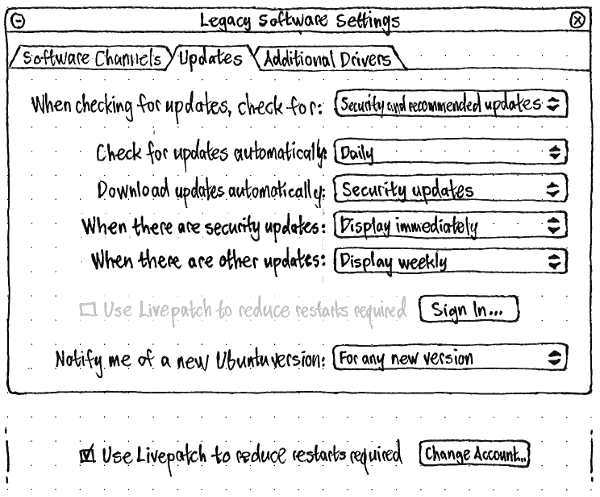 Legacy Software Settings
Software Channels Updates Additional Drivers
When checking for updates, check for: Security and recommended updates
Check for updates automatically: Daily
Download updates automatically: Security updates
When there are security updates: Display immediately
When there are other updates: Display weekly
Use Livepatch to reduce restarts required Sign In...
Notify me of a new Ubuntu version: For any new version
Use Livepatch to reduce restarts required Change Account...